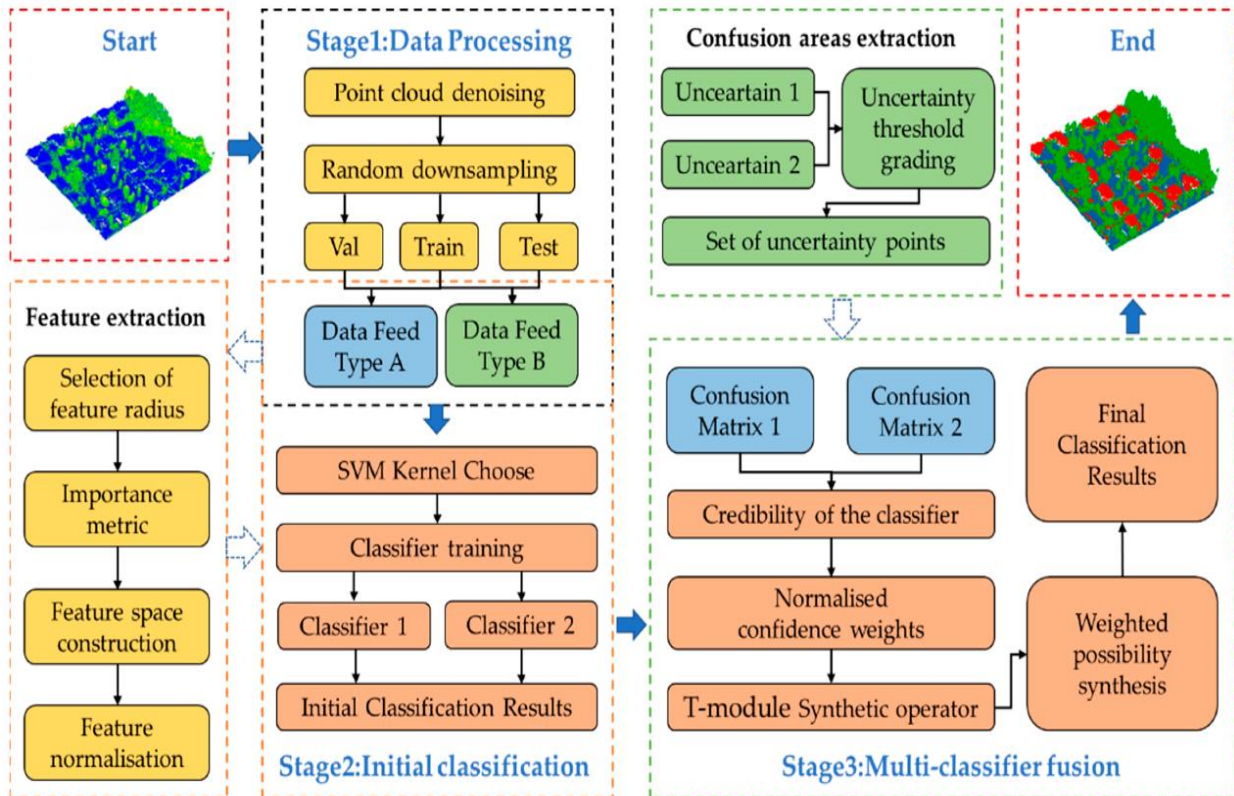 Start
Stage1:Data Processing
Point cloud denoising
Random downsampling
Val
Train
Test
Data Feed
Type A
Data Feed
Type B
Feature extraction
Selection of
feature radius
Importance
metric
Feature space
construction
Feature
normalisation
SVM Kernel Choose
Classifier training
Classifier 1
Classifier 2
Initial Classification Results
Stage2:Initial classification
Confusion areas extraction
Unceartain 1
Unceartain 2
Uncertainty
threshold
grading
Set of uncertainty points
Confusion
Matrix 1
Confusion
Matrix 2
Credibility of the classifier
Normalised
confidence weights
T-module Synthetic operator
Weighted
possibility
synthesis
Final
Classification
Results
Stage3:Multi-classifier fusion
End